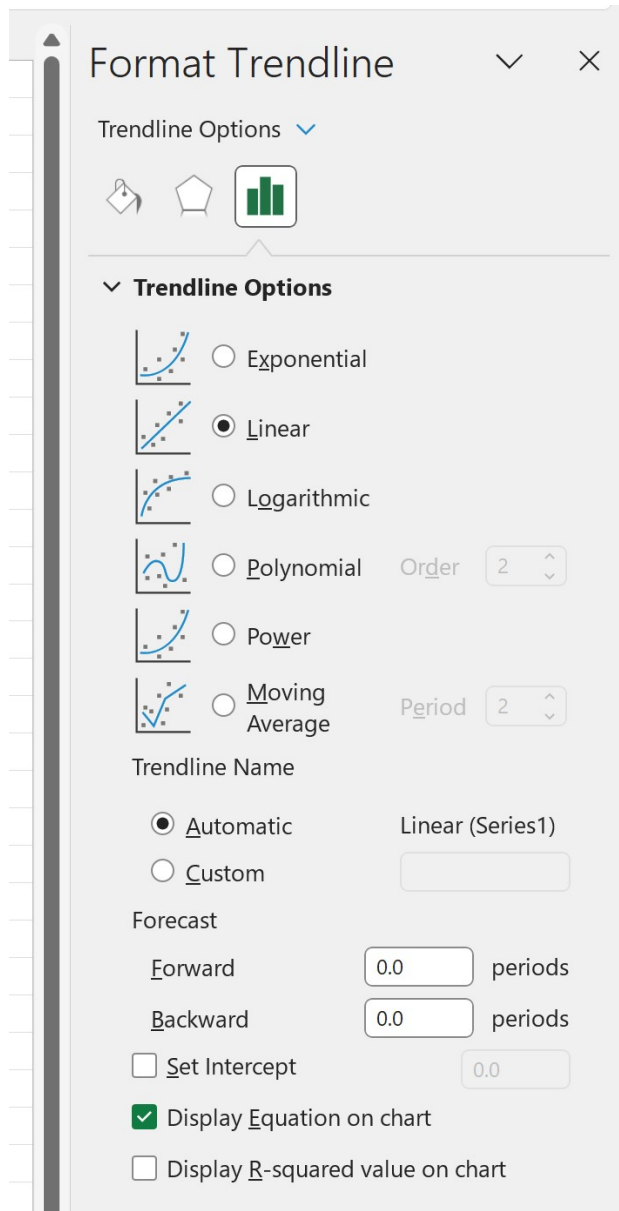 Format Trendline
Trendline Options
Trendline Options
Exponential
Linear
Logarithmic
Polynomial Order 2
Power
Moving
Average Period 2
Trendline Name
Automatic Linear (Series1)
Custom
Forecast
Forward 0.0 periods
Backward 0.0 periods
Set Intercept 0.0
Display Equation on chart
Display R-squared value on chart